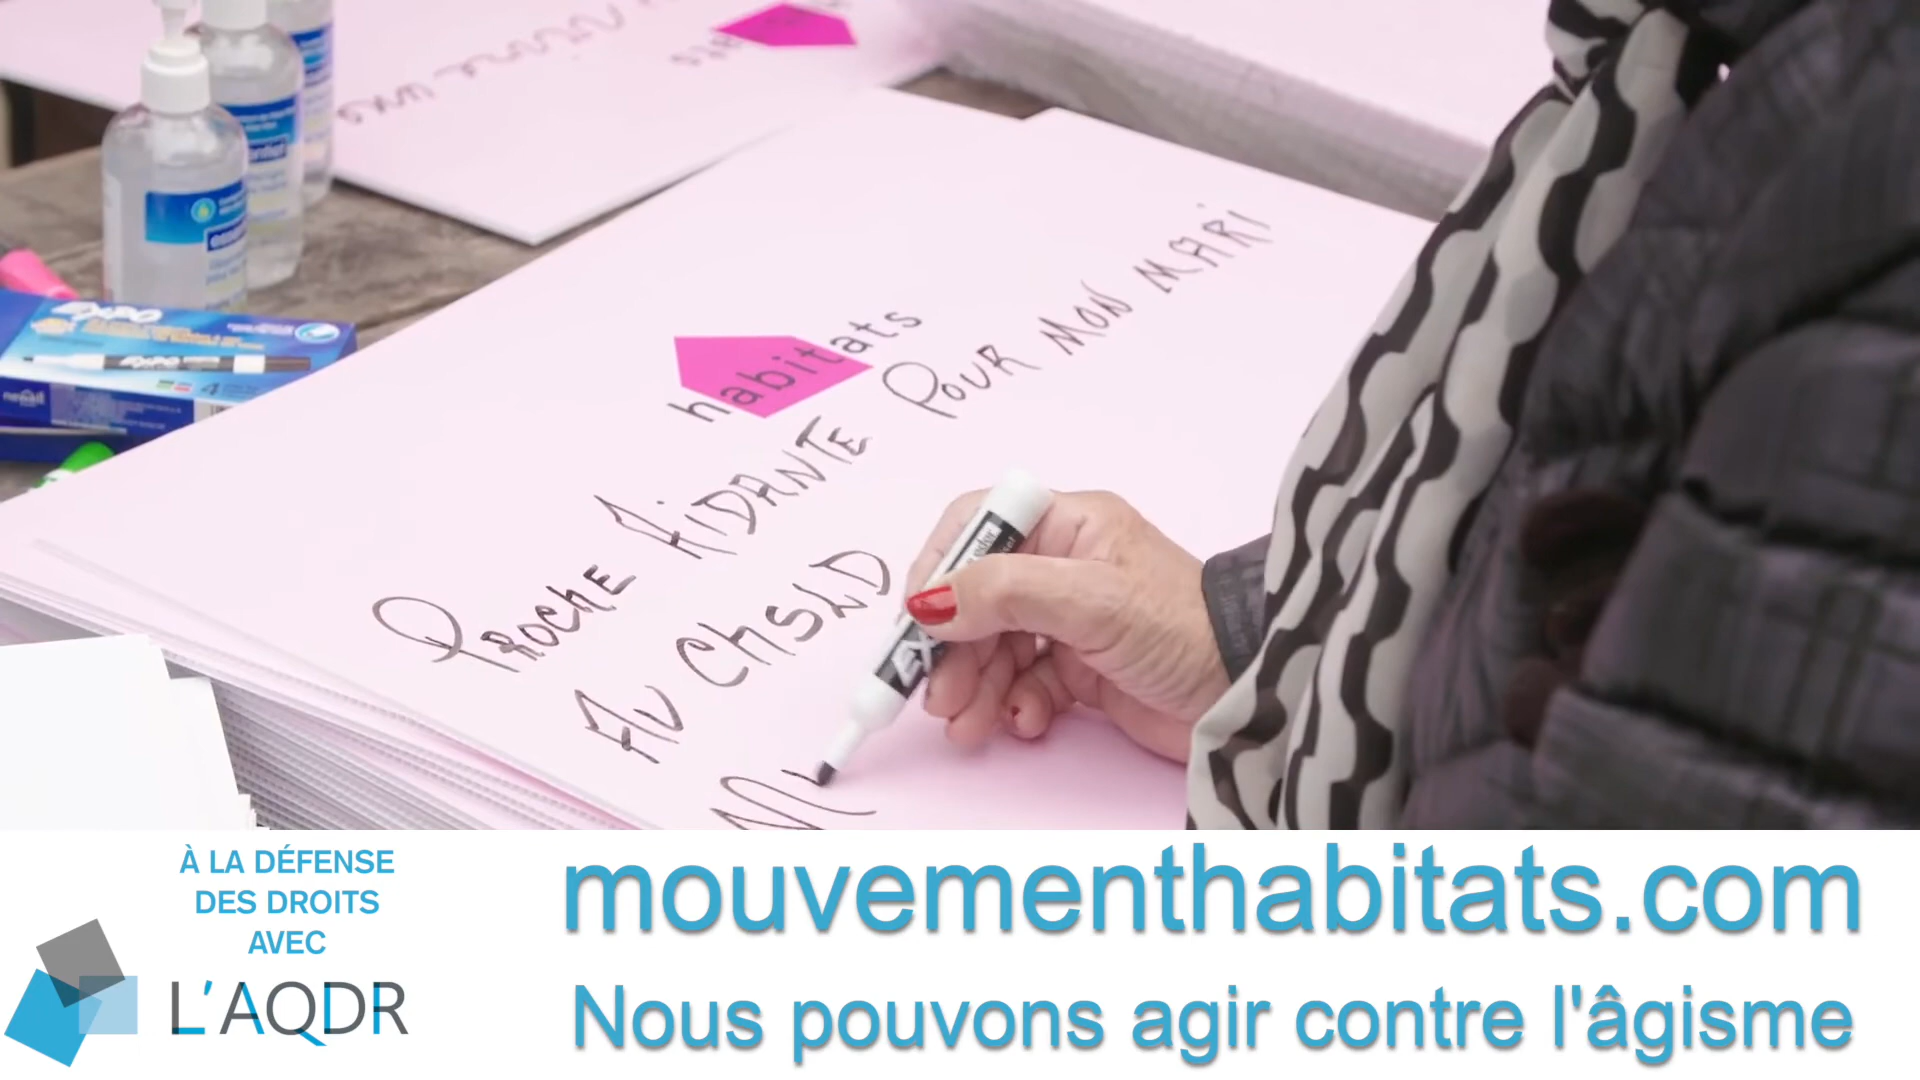 habitats
PROCHE AIDANTE POUR MON MARI
AU CHSLD
EXPO
À LA DÉFENSE
DES DROITS
AVEC
L'AQDR
mouvementhabitats.com
Nous pouvons agir contre l'âgisme